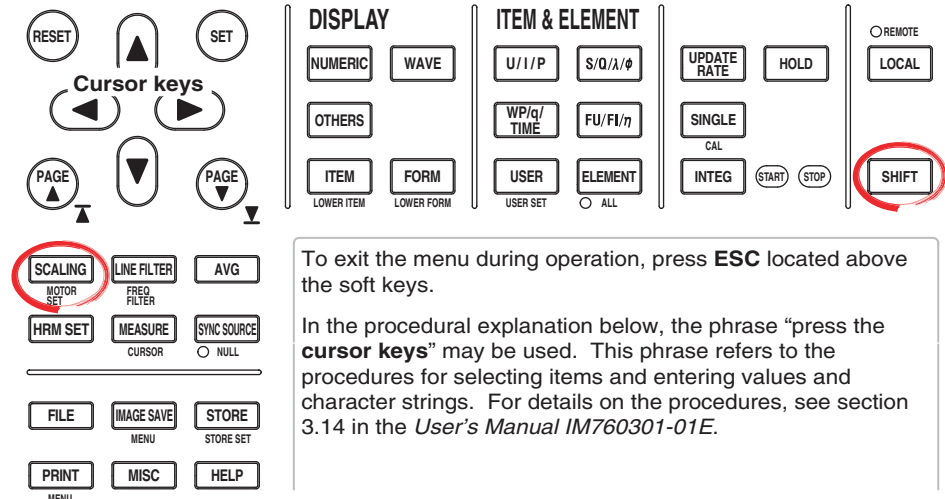 RESET
SET
Cursor keys
PAGE
PAGE
DISPLAY
NUMERIC WAVE
OTHERS
ITEM FORM
LOWER ITEM LOWER FORM
ITEM & ELEMENT
U/I/P S/Q/λ/ø
WP/q/
TIME
FU/FI/η
USER ELEMENT
USER SET ALL
UPDATE
RATE
HOLD
SINGLE
CAL
INTEG START STOP
REMOTE
LOCAL
SHIFT
SCALING LINE FILTER AVG
MOTOR
SET
FREQ
FILTER
HRM SET MEASURE SYNC SOURCE
CURSOR NULL
FILE IMAGE SAVE STORE
MENU STORE SET
PRINT MISC HELP
MENU
To exit the menu during operation, press ESC located above
the soft keys.
In the procedural explanation below, the phrase “press the
cursor keys” may be used. This phrase refers to the
procedures for selecting items and entering values and
character strings. For details on the procedures, see section
3.14 in the User's Manual IM760301-01E.